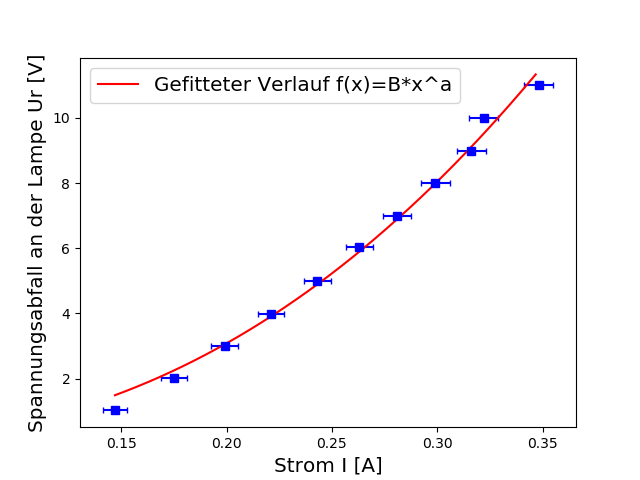 Gefitteter Verlauf f(x)=B*x^a
Spannungsabfall an der Lampe Ur [V]
10
8
6
4
2
0.15 0.20 0.25 0.30 0.35
Strom I [A]